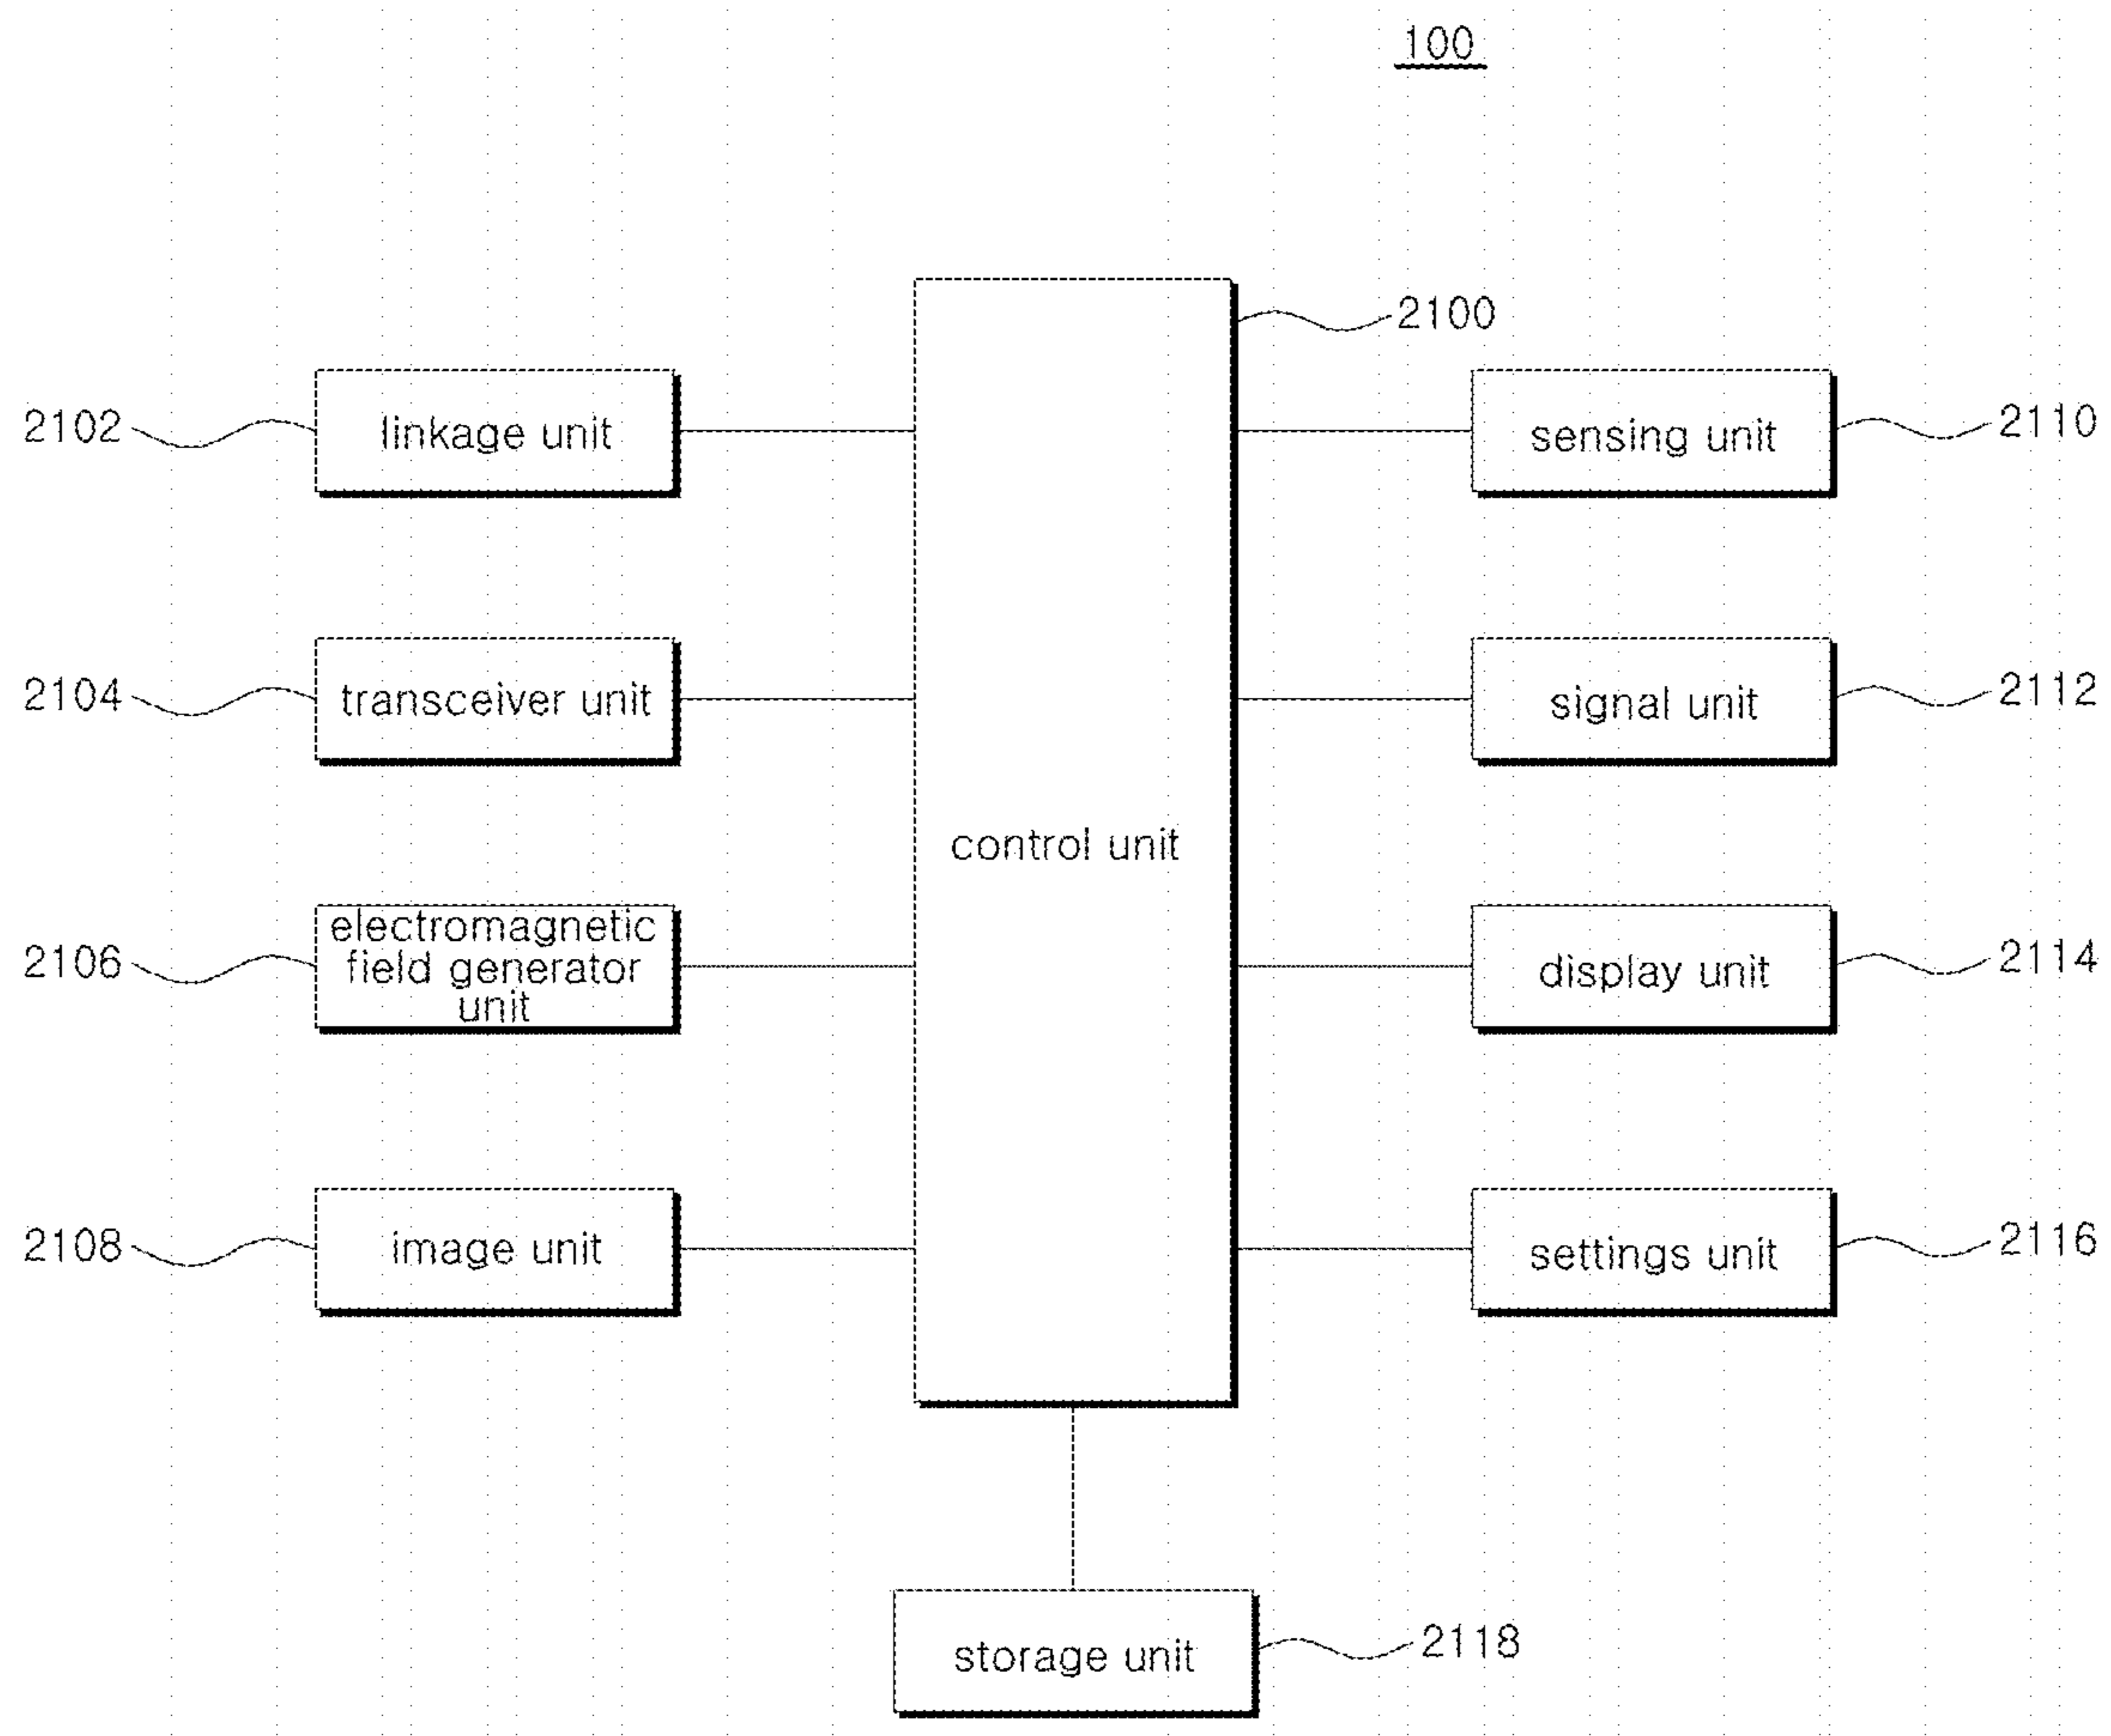 100
2100
2102
linkage unit
sensing unit
2110
2104
transceiver unit
signal unit
2112
control unit
2106
electromagnetic
field generator
unit
display unit
2114
2108
image unit
settings unit
2116
storage unit
2118